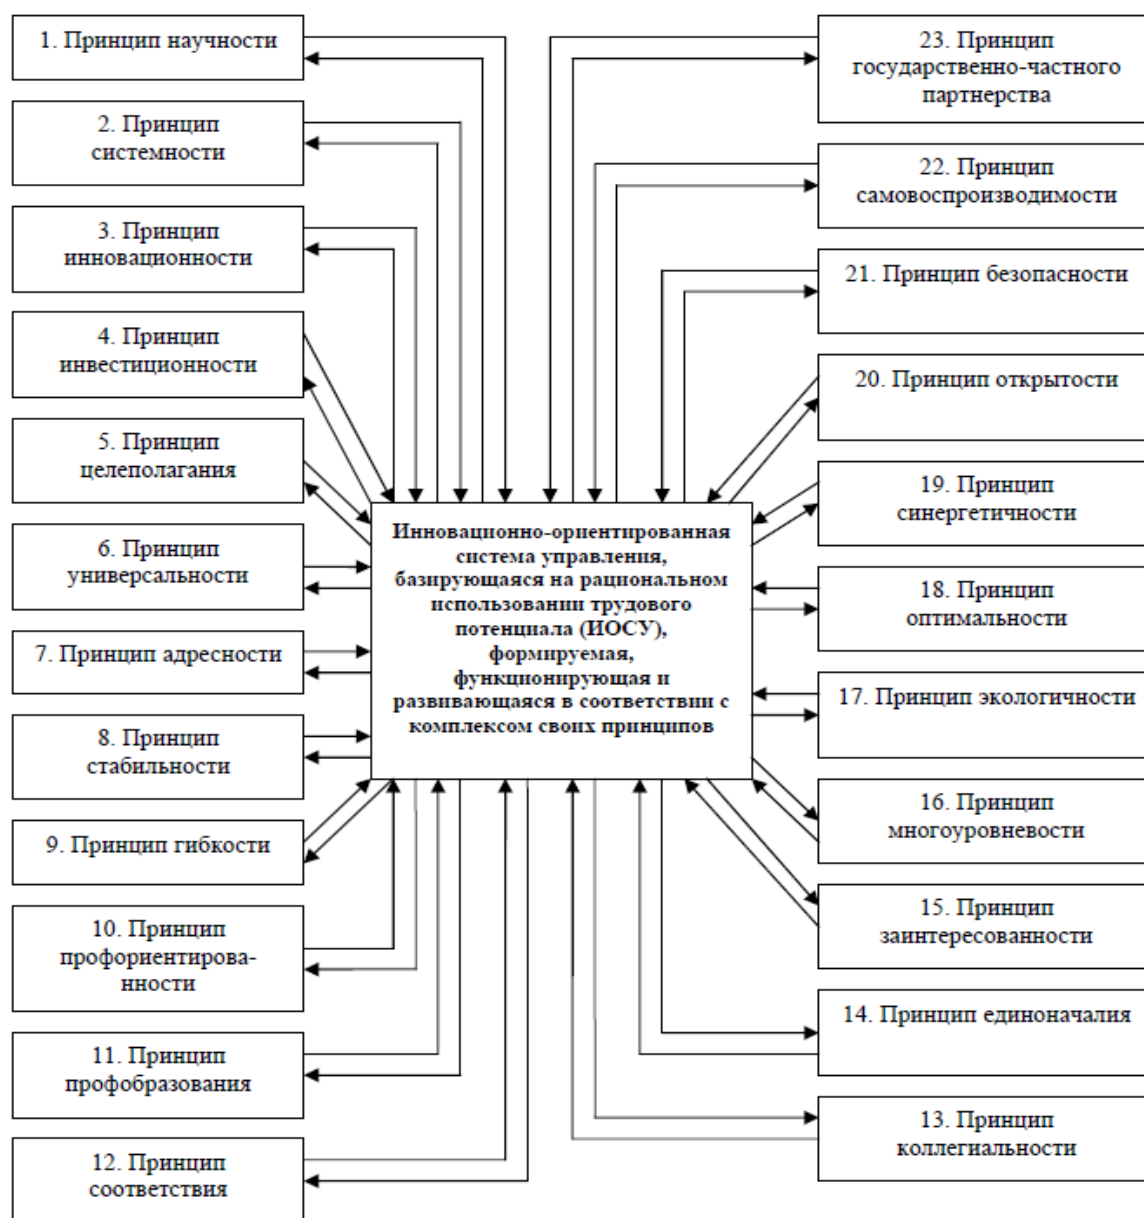 1. Принцип научности
2. Принцип
системности
3. Принцип
инновационности
4. Принцип
инвестиционности
5. Принцип
целеполагания
6. Принцип
универсальности
7. Принцип адресности
8. Принцип
стабильности
9. Принцип гибкости
10. Принцип
профориентирова-
нности
11. Принцип
профобразования
12. Принцип
соответствия
Инновационно-ориентированная
система управления,
базирующаяся на рациональном
использовании трудового
потенциала (ИОСУ),
формируемая,
функционирующая и
развивающаяся в соответствии с
комплексом своих принципов
23. Принцип
государственно-частного
партнерства
22. Принцип
самовоспроизводимости
21. Принцип безопасности
20. Принцип открытости
19. Принцип
синергетичности
18. Принцип
оптимальности
17. Принцип экологичности
16. Принцип
многоуровневости
15. Принцип
заинтересованности
14. Принцип единоначалия
13. Принцип
коллегиальности